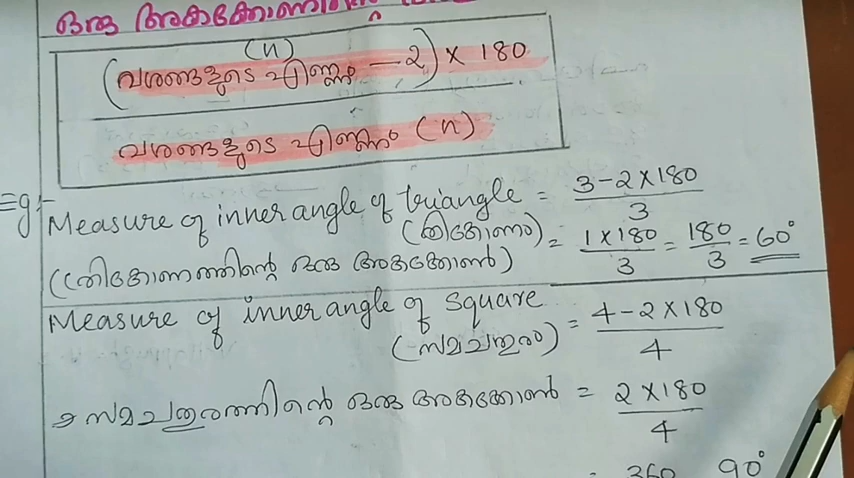 ഒരു അകക്കോണിന്റെ
(n)
(വശങ്ങളുടെ എണ്ണം – 2) × 180
വശങ്ങളുടെ എണ്ണം (n)
Eg:- Measure of inner angle of triangle = 3-2×180 / 3
(ത്രികോണം) = 1×180 / 3 = 180 / 3 = 60°
(ത്രികോണത്തിന്റെ ഒരു അകക്കോൺ)
Measure of inner angle of square = 4-2×180 / 4
(സമചതുരം)
സമചതുരത്തിന്റെ ഒരു അകക്കോൺ = 2×180 / 4
= 360 90°